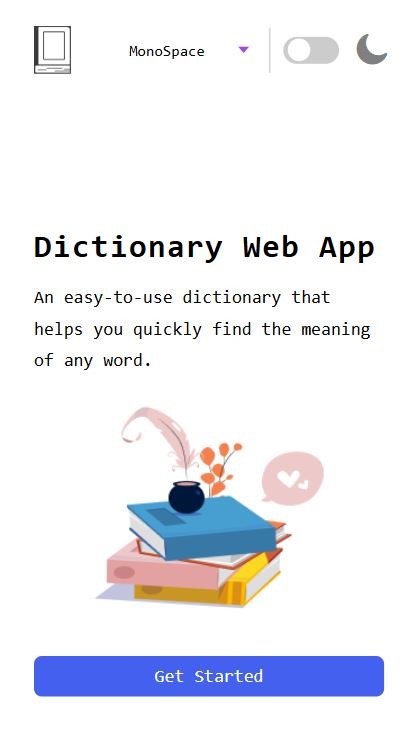 MonoSpace
Dictionary Web App
An easy-to-use dictionary that
helps you quickly find the meaning
of any word.
Get Started